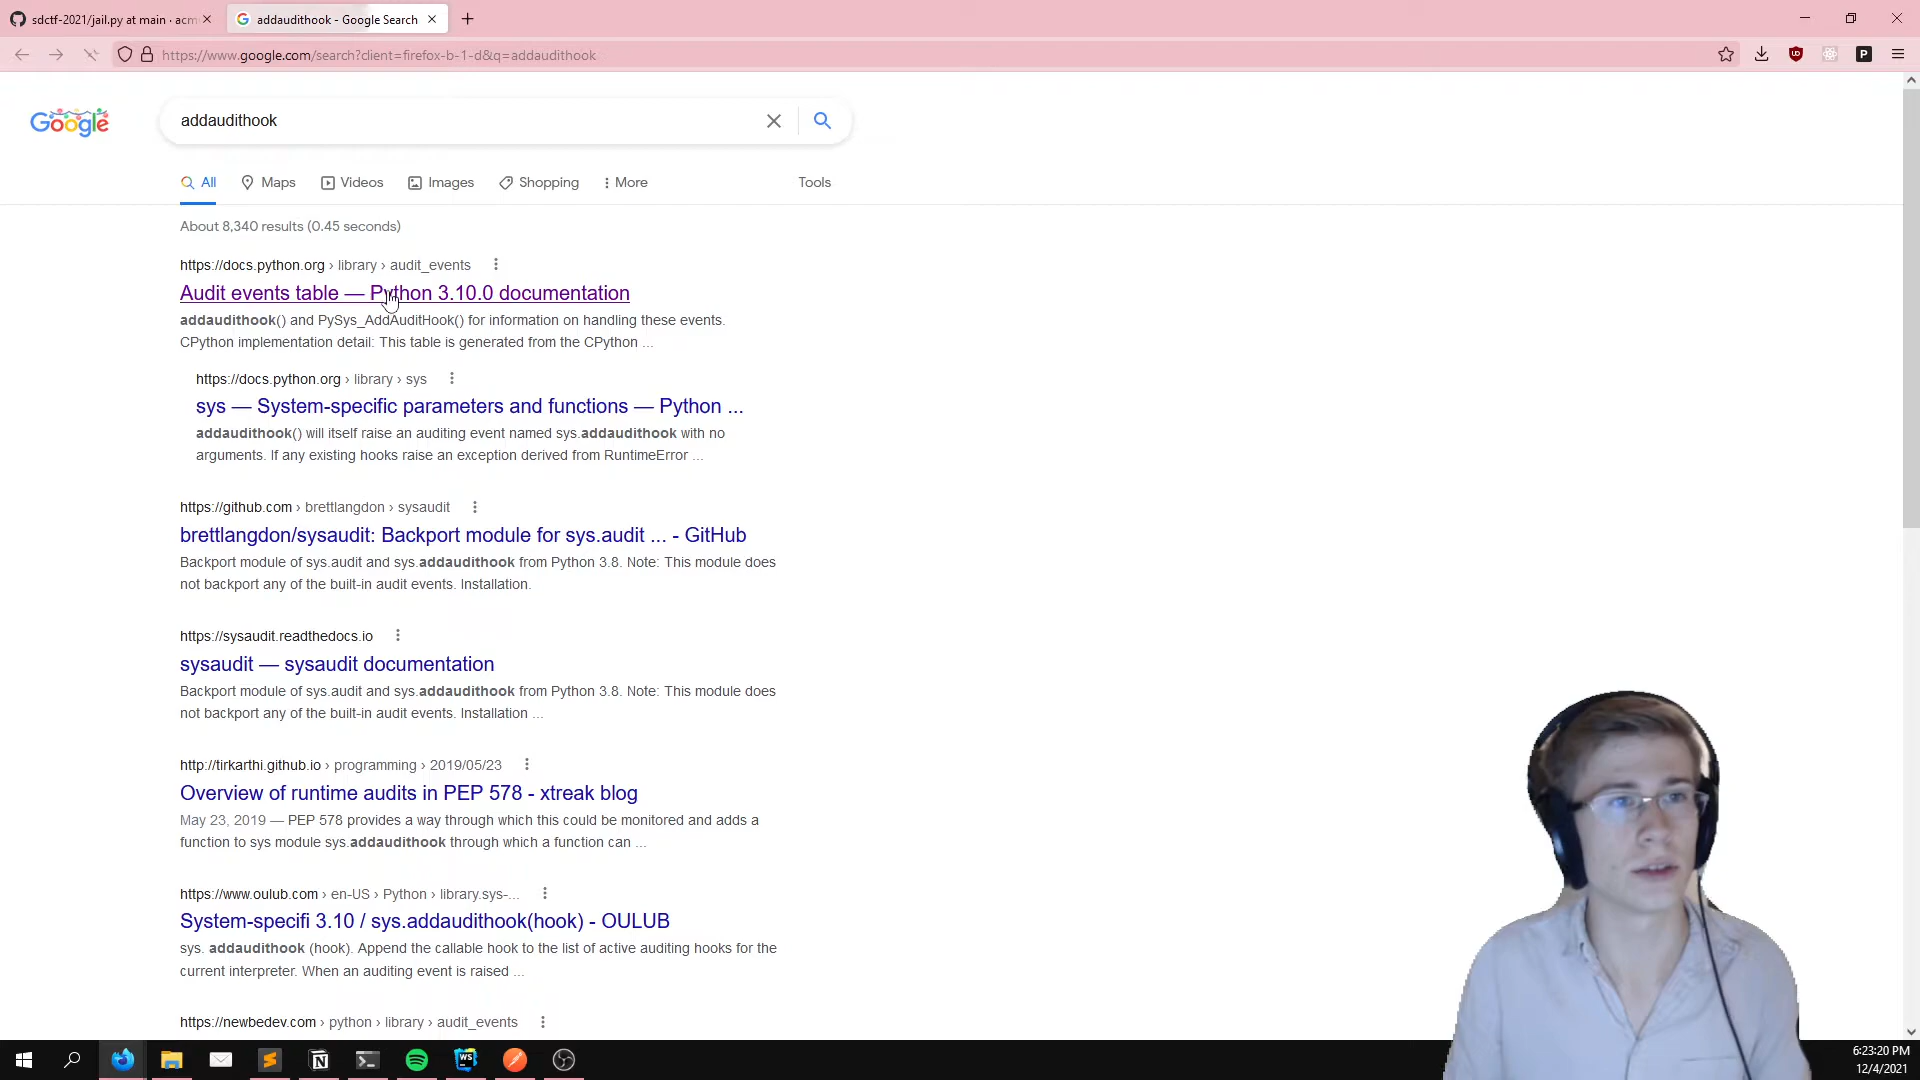 sdctf-2021/jail.py at main · acm
addaudithook - Google Search
https://www.google.com/search?client=firefox-b-1-d&q=addaudithook
Google
addaudithook
All
Maps
Videos
Images
Shopping
More
Tools
About 8,340 results (0.45 seconds)
https://docs.python.org › library › audit_events
Audit events table — Python 3.10.0 documentation
addaudithook() and PySys_AddAuditHook() for information on handling these events.
CPython implementation detail: This table is generated from the CPython ...
https://docs.python.org › library › sys
sys — System-specific parameters and functions — Python ...
addaudithook() will itself raise an auditing event named sys.addaudithook with no
arguments. If any existing hooks raise an exception derived from RuntimeError ...
https://github.com › brettlangdon › sysaudit
brettlangdon/sysaudit: Backport module for sys.audit ... - GitHub
Backport module of sys.audit and sys.addaudithook from Python 3.8. Note: This module does
not backport any of the built-in audit events. Installation.
https://sysaudit.readthedocs.io
sysaudit — sysaudit documentation
Backport module of sys.audit and sys.addaudithook from Python 3.8. Note: This module does
not backport any of the built-in audit events. Installation ...
http://tirkarthi.github.io › programming › 2019/05/23
Overview of runtime audits in PEP 578 - xtreak blog
May 23, 2019 — PEP 578 provides a way through which this could be monitored and adds a
function to sys module sys.addaudithook through which a function can ...
https://www.oulub.com › en-US › Python › library.sys-...
System-specifi 3.10 / sys.addaudithook(hook) - OULUB
sys. addaudithook (hook). Append the callable hook to the list of active auditing hooks for the
current interpreter. When an auditing event is raised ...
https://newbedev.com › python › library › audit_events
6:23:20 PM
12/4/2021